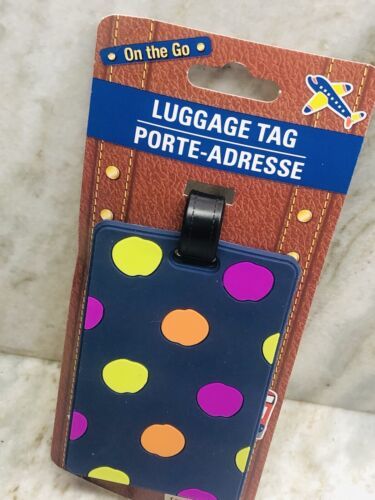 On the Go
LUGGAGE TAG
PORTE-ADRESSE